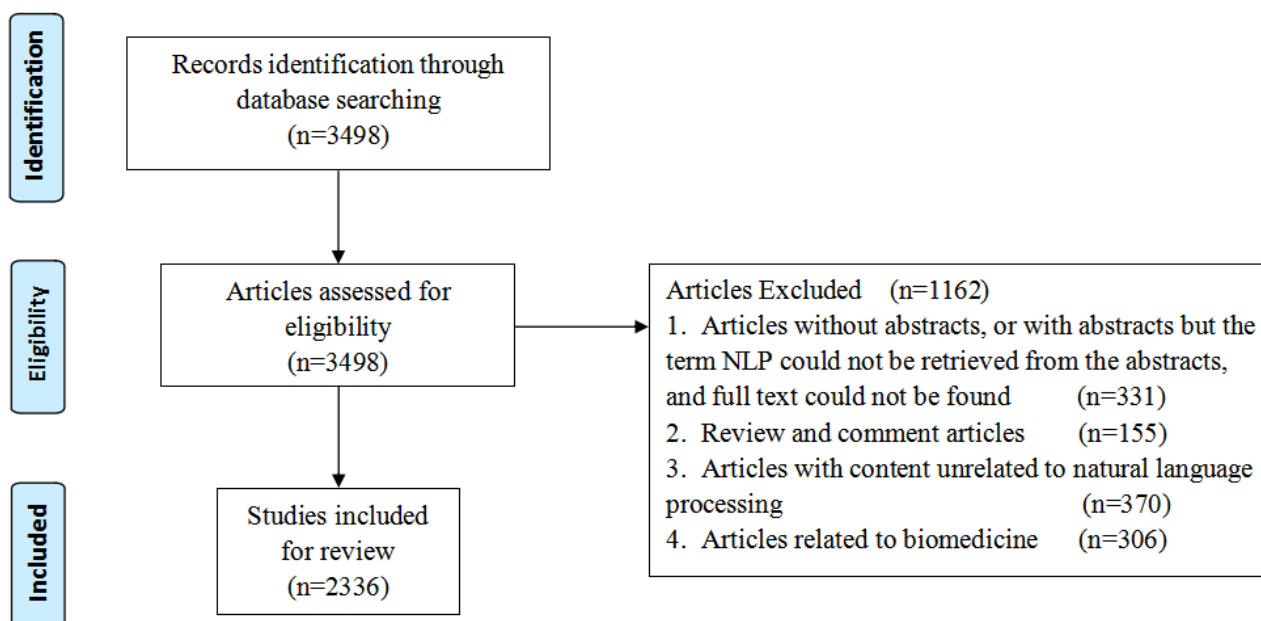 Identification
Records identification through
database searching
(n=3498)
Eligibility
Articles assessed for
eligibility
(n=3498)
Articles Excluded (n=1162)
1. Articles without abstracts, or with abstracts but the
term NLP could not be retrieved from the abstracts,
and full text could not be found (n=331)
2. Review and comment articles (n=155)
3. Articles with content unrelated to natural language
processing (n=370)
4. Articles related to biomedicine (n=306)
Included
Studies included
for review
(n=2336)